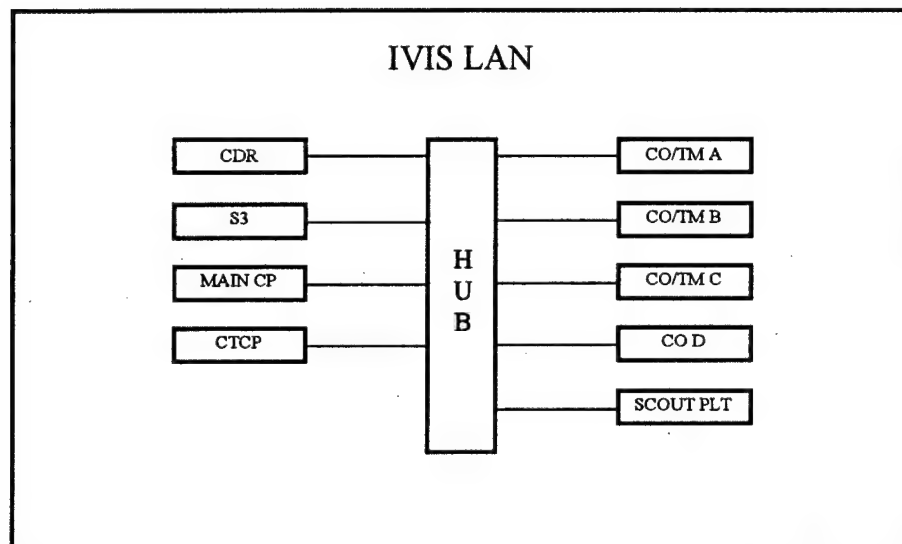 IVIS LAN
CDR
S3
MAIN CP
CTCP
H
U
B
CO/TM A
CO/TM B
CO/TM C
CO D
SCOUT PLT